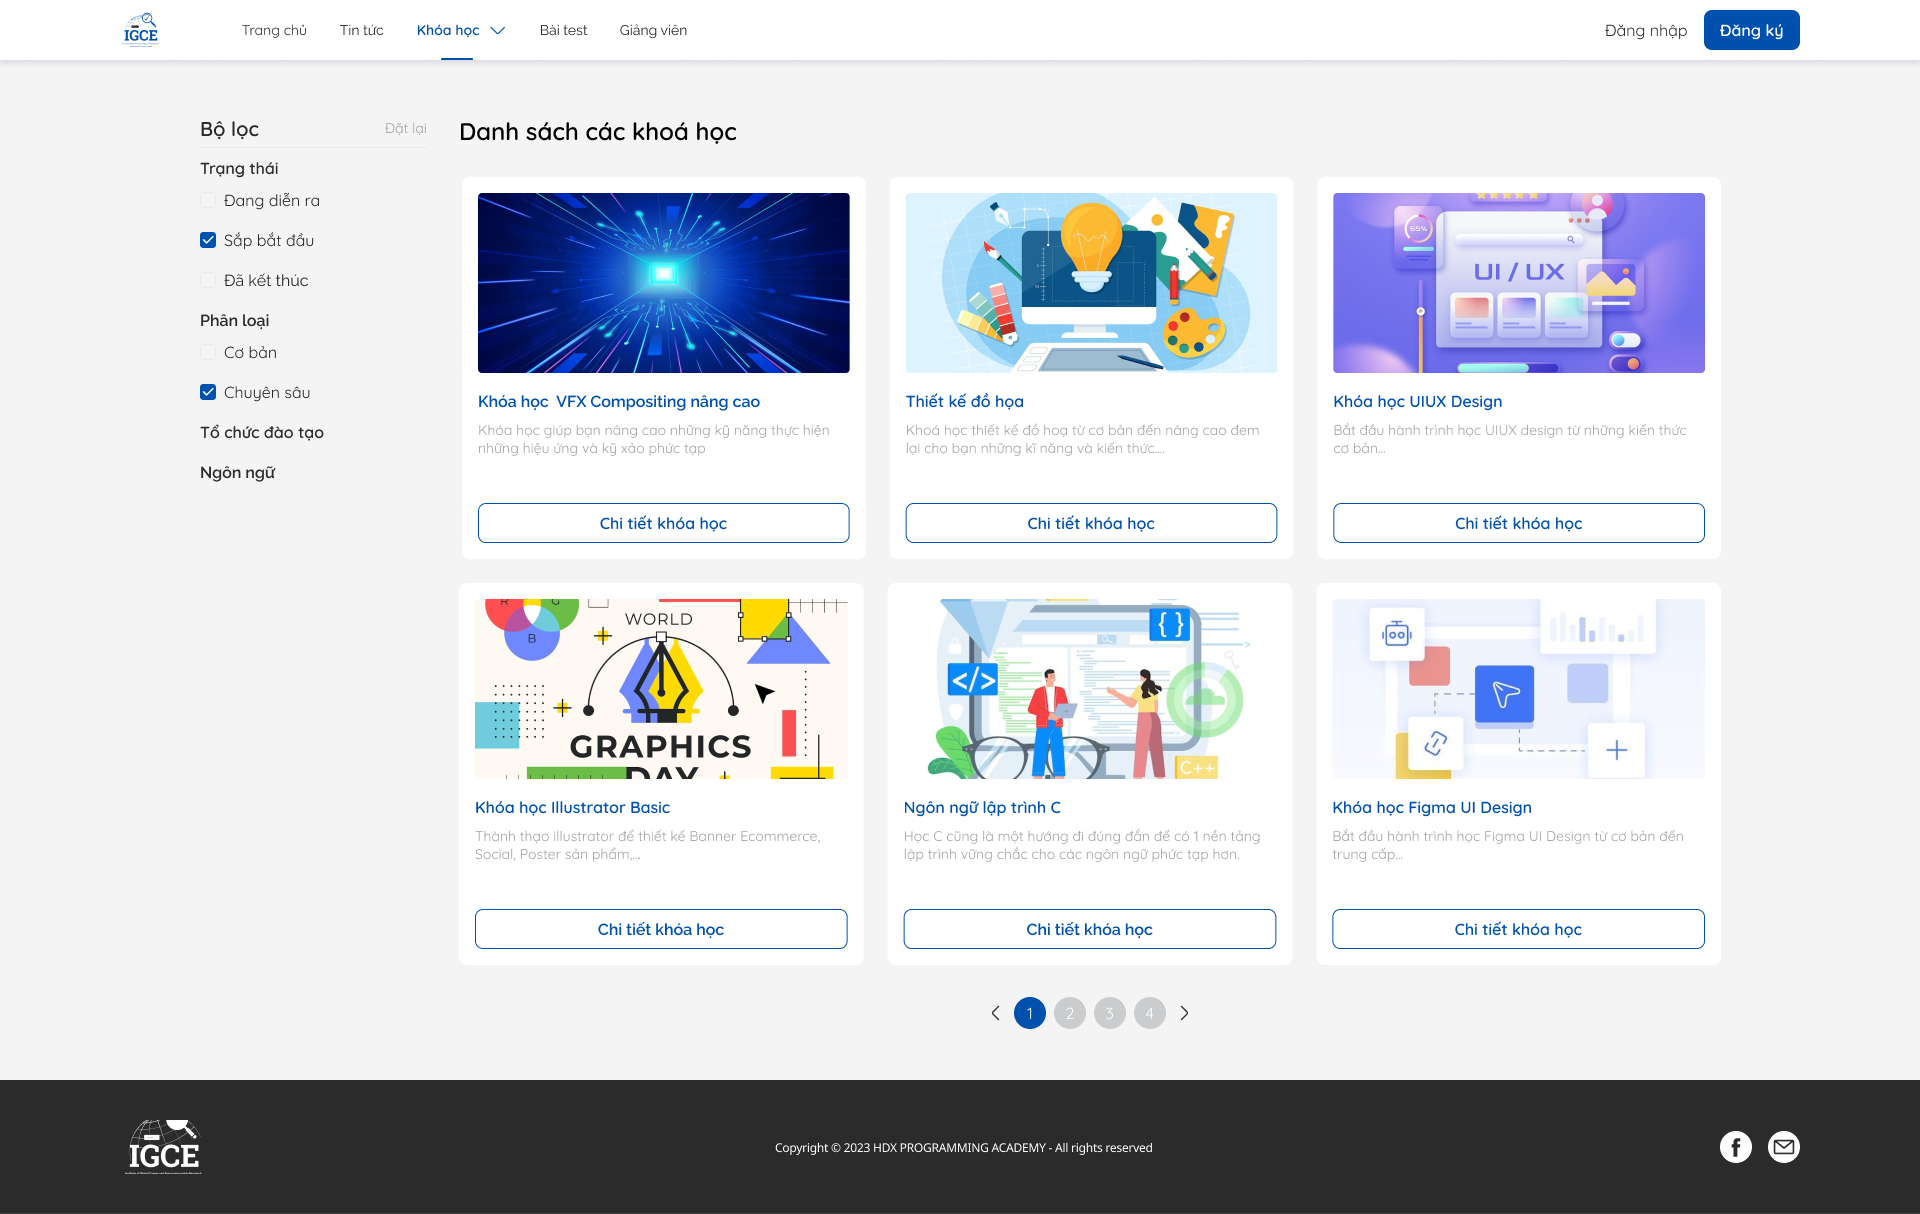 IGCE
Trang chủ
Tin tức
Khóa học
Bài test
Giảng viên
Đăng nhập
Đăng ký
Bộ lọc
Đặt lại
Trạng thái
Đang diễn ra
Sắp bắt đầu
Đã kết thúc
Phân loại
Cơ bản
Chuyên sâu
Tổ chức đào tạo
Ngôn ngữ
Danh sách các khoá học
65%
UI / UX
Khóa học  VFX Compositing nâng cao
Khóa học giúp bạn nâng cao những kỹ năng thực hiện
những hiệu ứng và kỹ xảo phức tạp
Chi tiết khóa học
Thiết kế đồ họa
Khoá học thiết kế đồ hoạ từ cơ bản đến nâng cao đem
lại cho bạn những kĩ năng và kiến thức....
Chi tiết khóa học
Khóa học UIUX Design
Bắt đầu hành trình học UIUX design từ những kiến thức
cơ bản...
Chi tiết khóa học
R G
B
WORLD
GRAPHICS
DAY
Khóa học Illustrator Basic
Thành thạo illustrator để thiết kế Banner Ecommerce,
Social, Poster sản phẩm,...
Chi tiết khóa học
{ }
</>
C++
Ngôn ngữ lập trình C
Học C cũng là một hướng đi đúng đắn để có 1 nền tảng
lập trình vững chắc cho các ngôn ngữ phức tạp hơn.
Chi tiết khóa học
Khóa học Figma UI Design
Bắt đầu hành trình học Figma UI Design từ cơ bản đến
trung cấp...
Chi tiết khóa học
1 2 3 4
IGCE
Copyright © 2023 HDX PROGRAMMING ACADEMY - All rights reserved